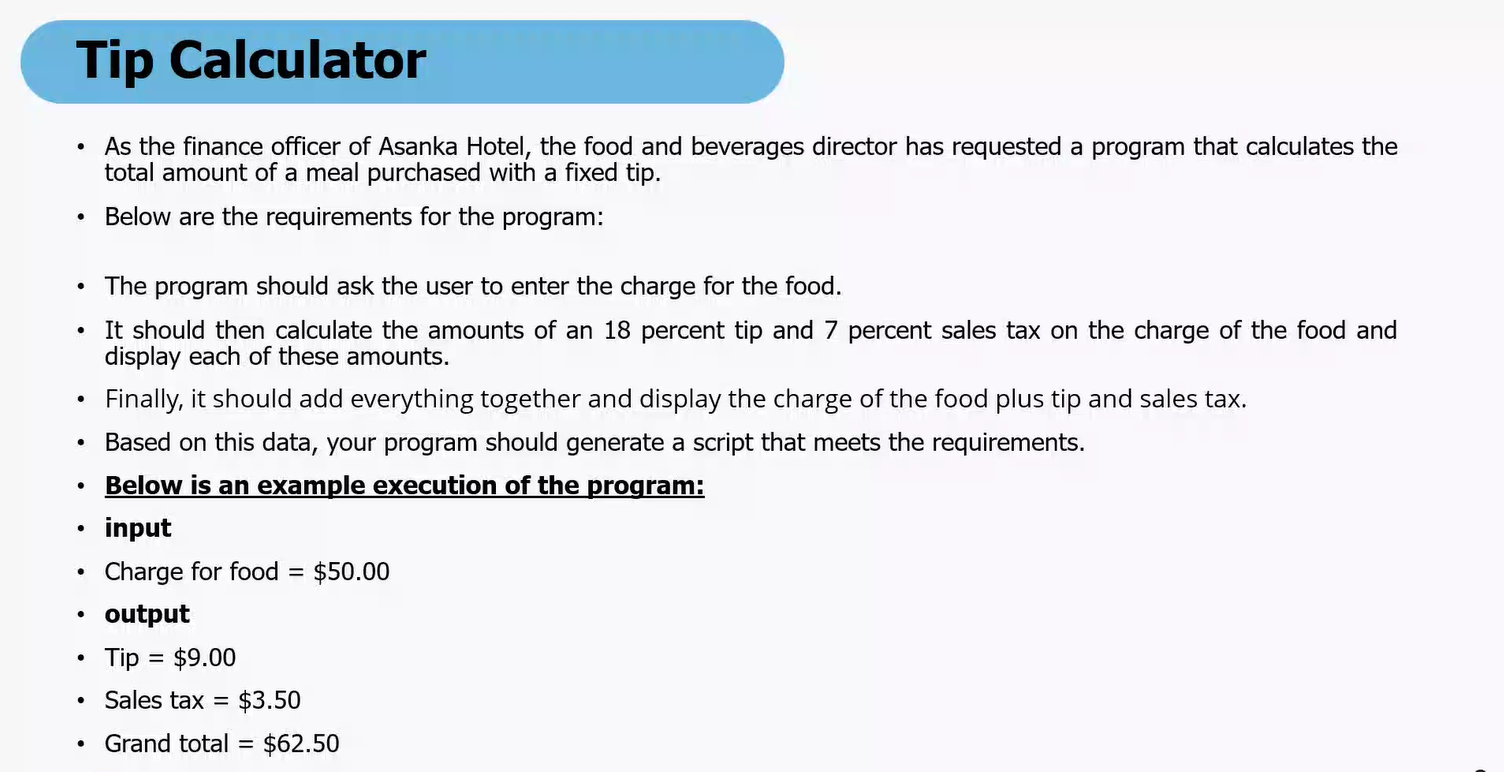 Tip Calculator
• As the finance officer of Asanka Hotel, the food and beverages director has requested a program that calculates the
total amount of a meal purchased with a fixed tip.
• Below are the requirements for the program:
• The program should ask the user to enter the charge for the food.
• It should then calculate the amounts of an 18 percent tip and 7 percent sales tax on the charge of the food and
display each of these amounts.
• Finally, it should add everything together and display the charge of the food plus tip and sales tax.
• Based on this data, your program should generate a script that meets the requirements.
• Below is an example execution of the program:
• input
• Charge for food = $50.00
• output
• Tip = $9.00
• Sales tax = $3.50
• Grand total = $62.50